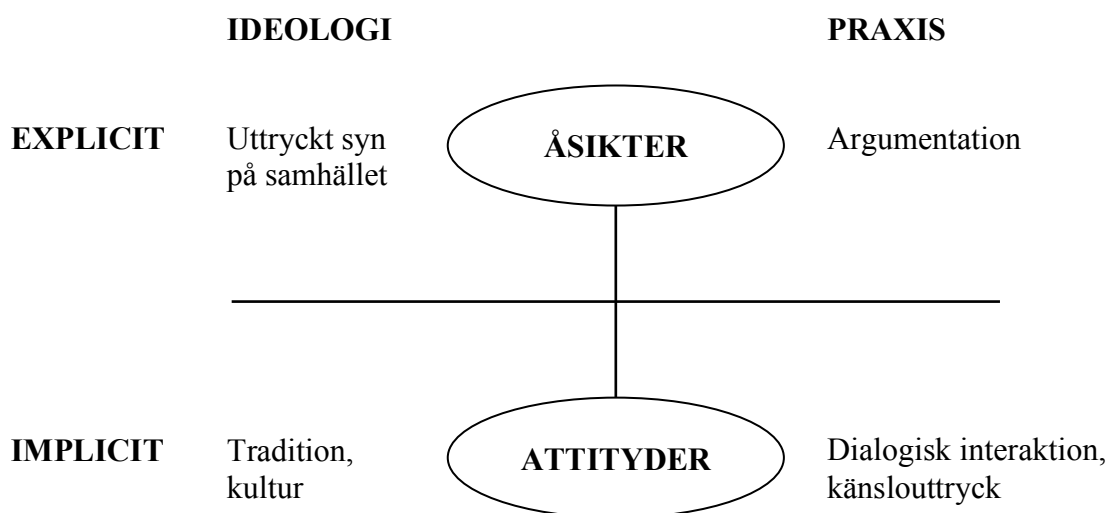 IDEOLOGI PRAXIS
EXPLICIT Uttryckt syn ÅSIKTER Argumentation
på samhället
IMPLICIT Tradition, ATTITYDER Dialogisk interaktion,
kultur känslouttryck